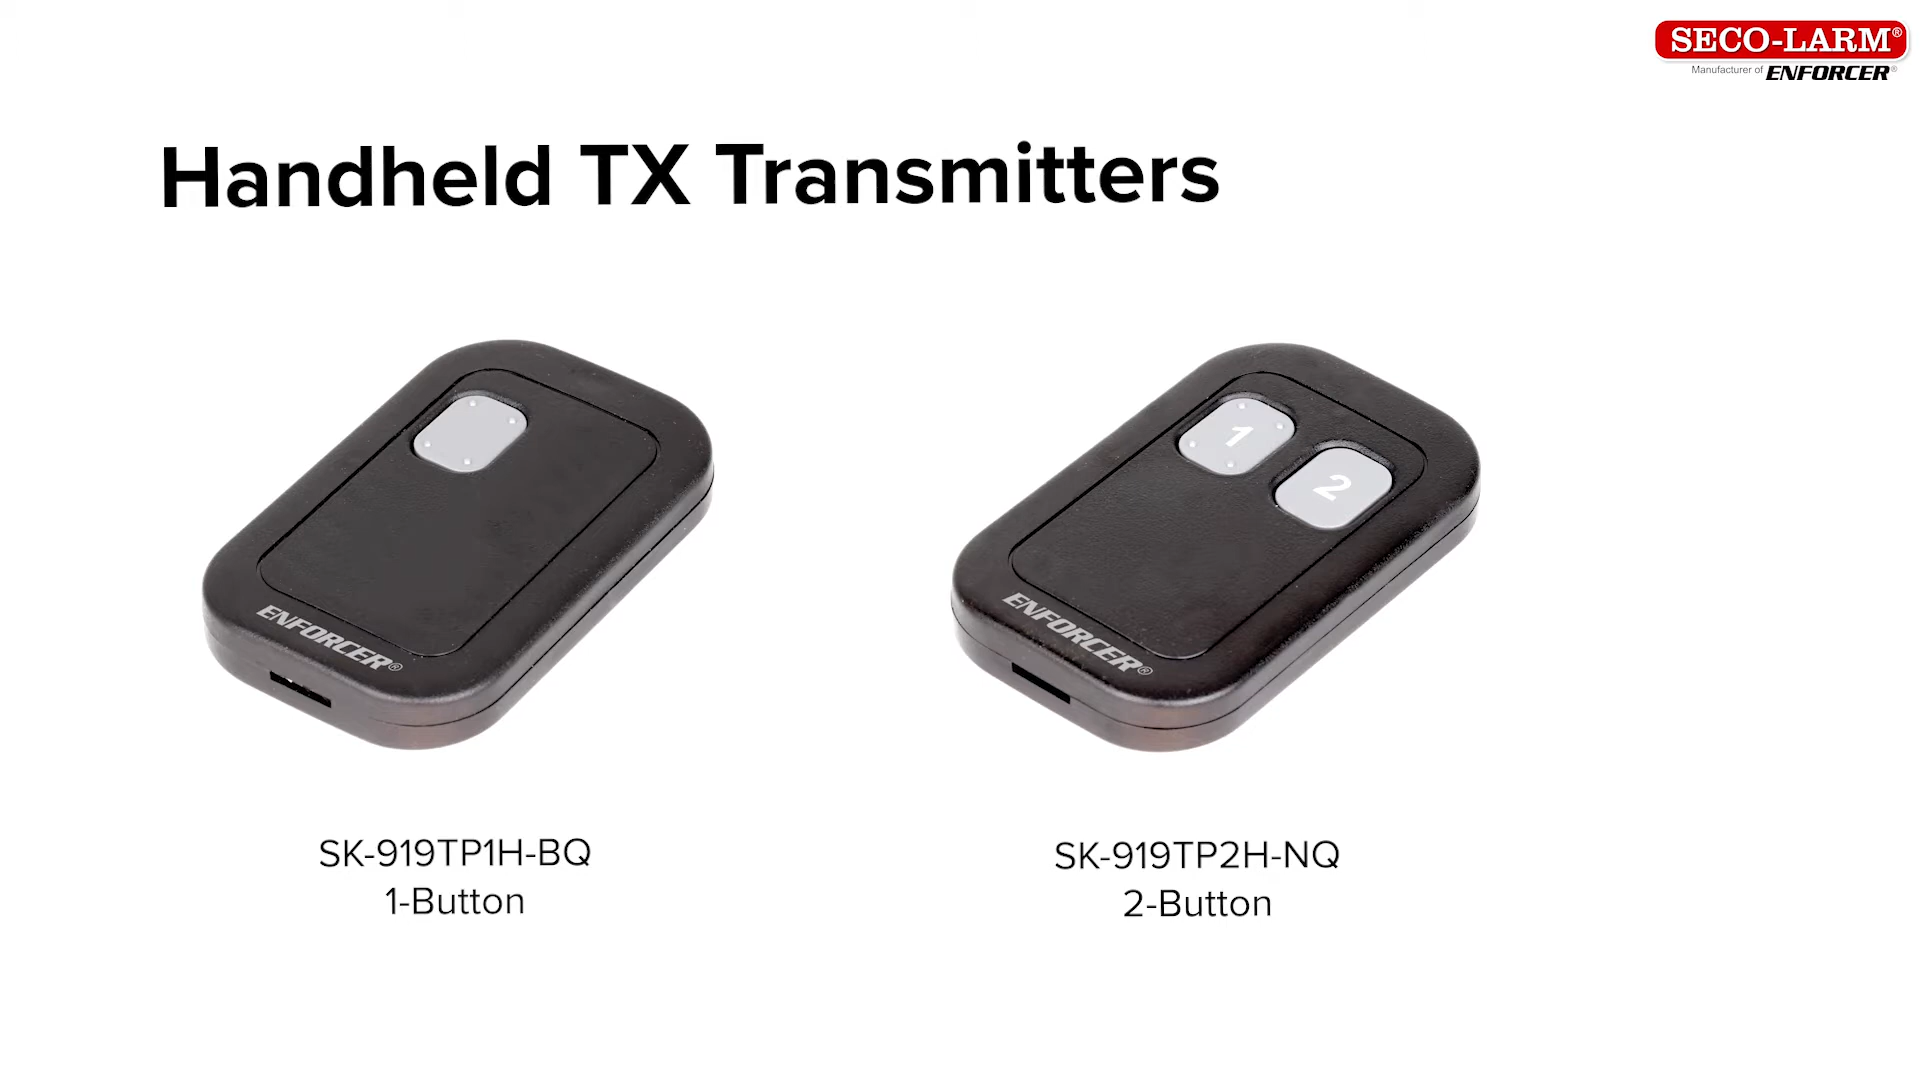 SECO-LARM®
Manufacturer of ENFORCER®
Handheld TX Transmitters
1
2
ENFORCER®
ENFORCER®
SK-919TP1H-BQ
1-Button
SK-919TP2H-NQ
2-Button